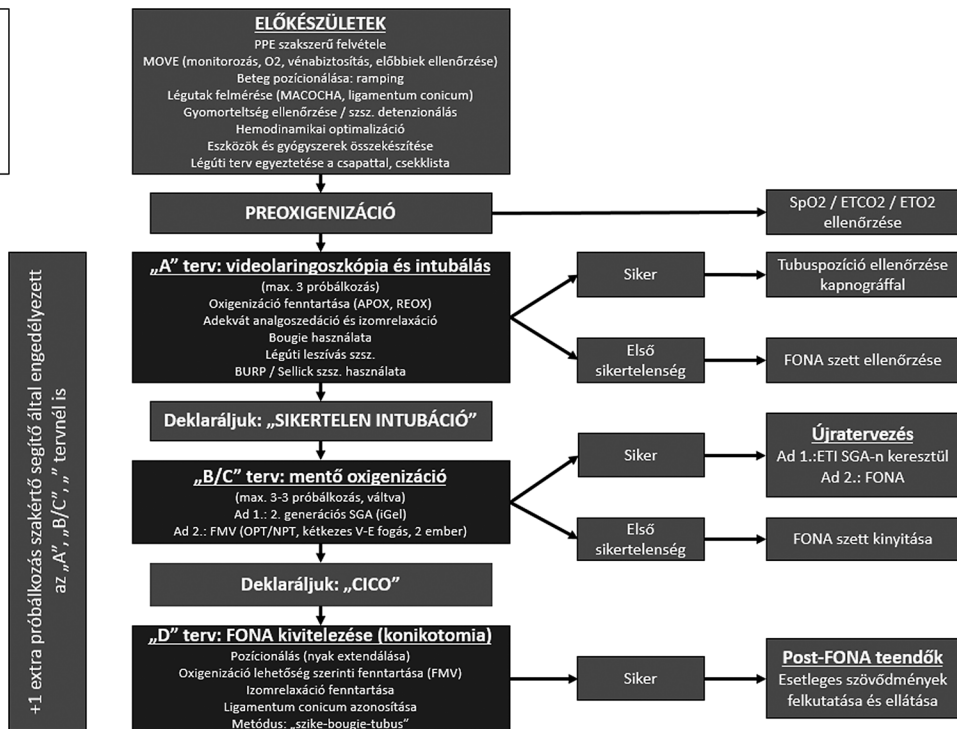 ELŐKÉSZÜLETEK
PPE szakszerű felvétele
MOVE (monitorozás, O2, vénabiztosítás, előbbiek ellenőrzése)
Beteg pozícionálása: ramping
Légutak felmérése (MACOCHA, ligamentum conicum)
Gyomorteltség ellenőrzése / szsz. detenzionálás
Hemodinamikai optimalizáció
Eszközök és gyógyszerek összekészítése
Légúti terv egyeztetése a csapattal, csekklista
PREOXIGENIZÁCIÓ
SpO2 / ETCO2 / ETO2
ellenőrzése
„A” terv: videolaringoszkópia és intubálás
(max. 3 próbálkozás)
Oxigenizáció fenntartása (APOX, REOX)
Adekvát analgoszedáció és izomrelaxáció
Bougie használata
Légúti leszívás szsz.
BURP / Sellick szsz. használata
Siker
Tubuspozíció ellenőrzése
kapnográffal
Első
sikertelenség
FONA szett ellenőrzése
Deklaráljuk: „SIKERTELEN INTUBÁCIÓ”
„B/C” terv: mentő oxigenizáció
(max. 3-3 próbálkozás, váltva)
Ad 1.: 2. generációs SGA (iGel)
Ad 2.: FMV (OPT/NPT, kétkezes V-E fogás, 2 ember)
Siker
Újratervezés
Ad 1.:ETI SGA-n keresztül
Ad 2.: FONA
Első
sikertelenség
FONA szett kinyitása
Deklaráljuk: „CICO”
„D” terv: FONA kivitelezése (konikotomia)
Pozícionálás (nyak extendálása)
Oxigenizáció lehetőség szerinti fenntartása (FMV)
Izomrelaxáció fenntartása
Ligamentum conicum azonosítása
Metódus: „szike-bougie-tubus”
Siker
Post-FONA teendők
Esetleges szövődmények
felkutatása és ellátása
+1 extra próbálkozás szakértő segítő által engedélyezett
az „A”, „B/C”, „ ” tervnél is